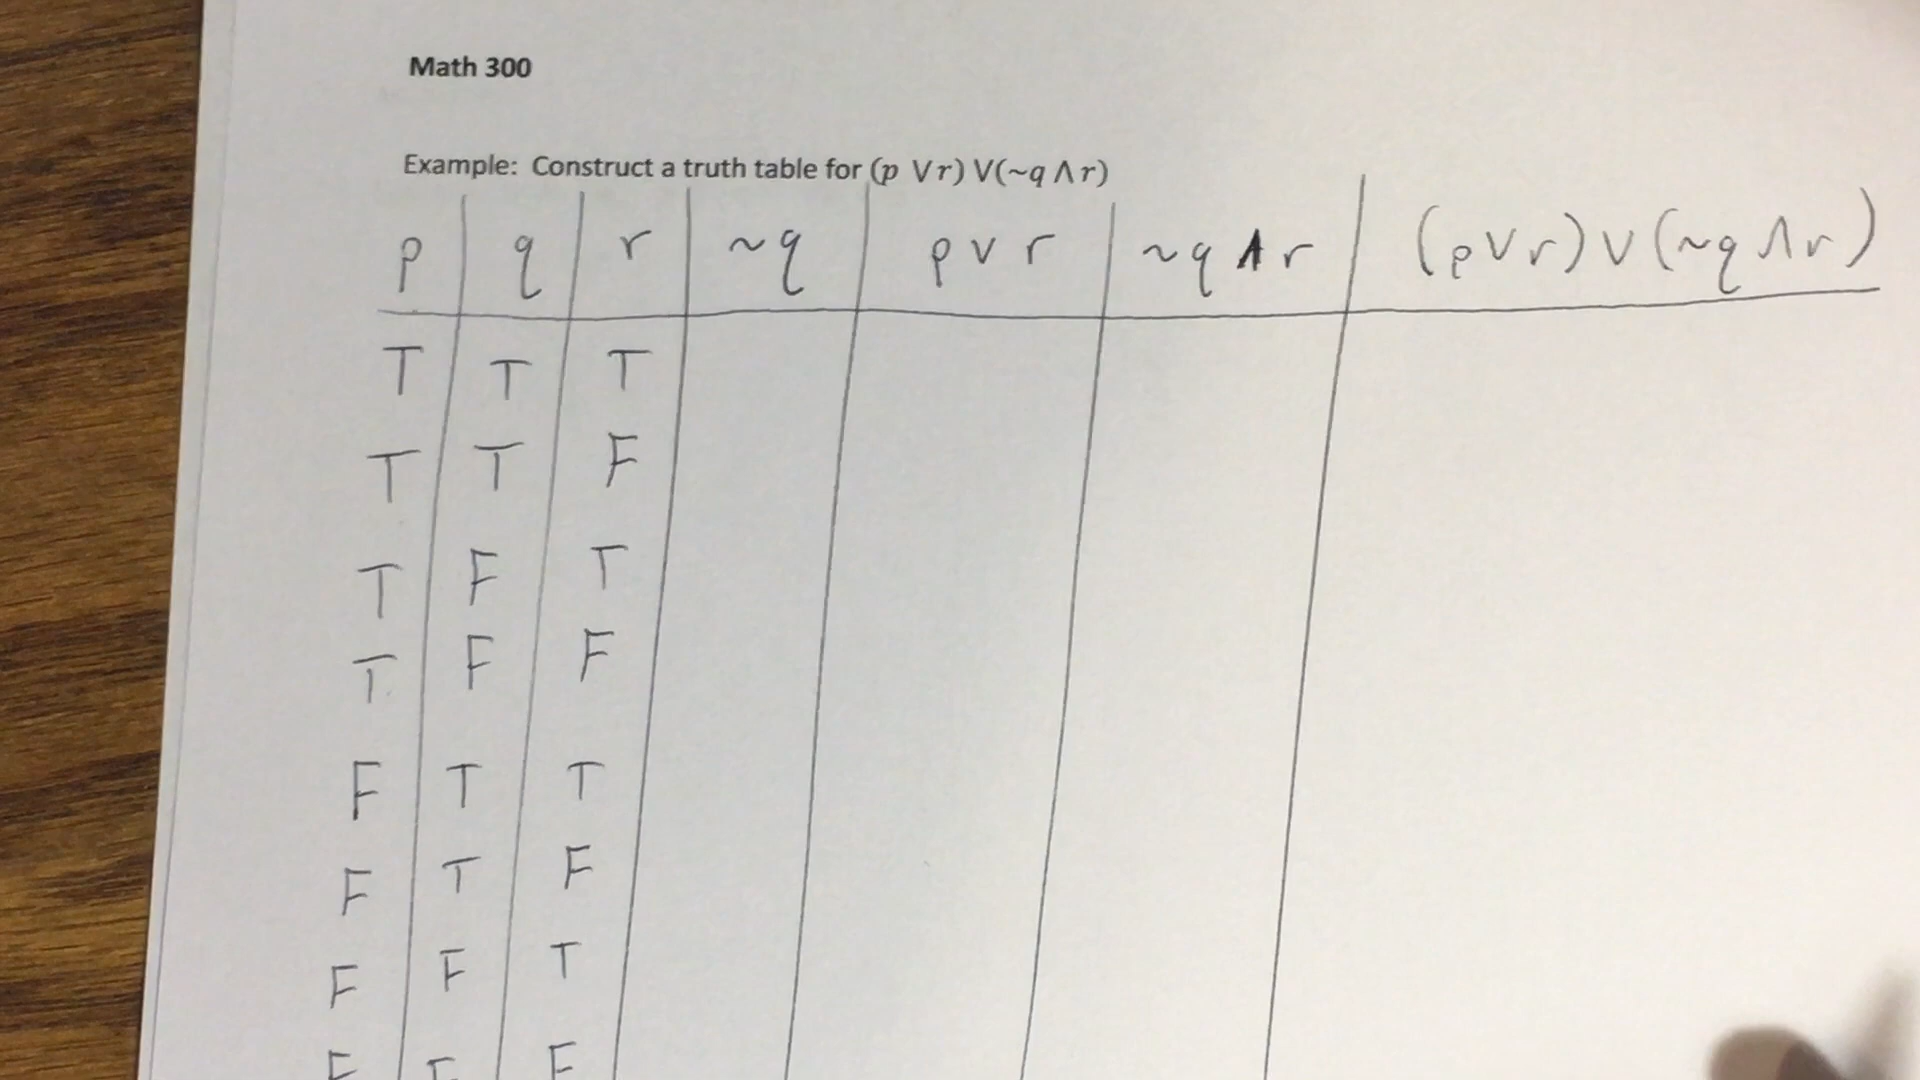 Math 300
Example: Construct a truth table for (p ∨ r) ∨(~q ∧ r)
p q r ~q p ∨ r ~q ∧ r (p ∨ r) ∨ (~q ∧ r)
T T T
T T F
T F T
T F F
F T T
F T F
F F T
F F F